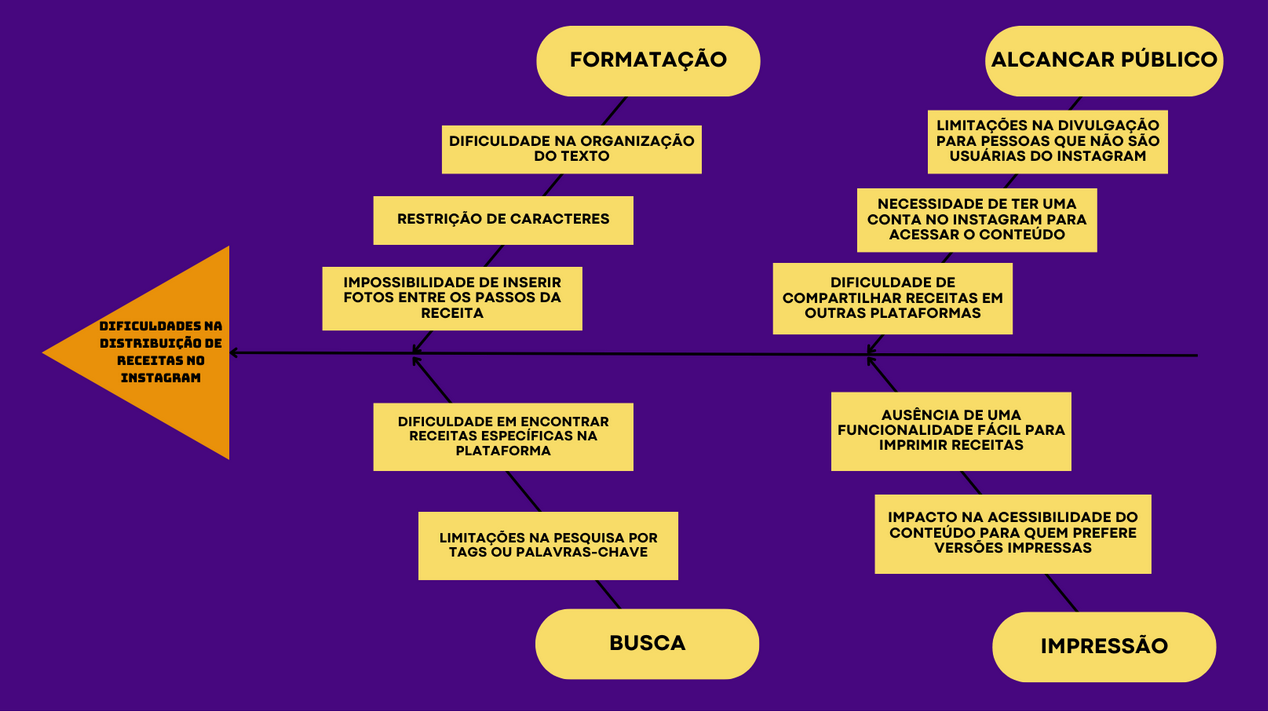 FORMATAÇÃO
ALCANCAR PÚBLICO
DIFICULDADE NA ORGANIZAÇÃO
DO TEXTO
LIMITAÇÕES NA DIVULGAÇÃO
PARA PESSOAS QUE NÃO SÃO
USUÁRIAS DO INSTAGRAM
RESTRIÇÃO DE CARACTERES
NECESSIDADE DE TER UMA
CONTA NO INSTAGRAM PARA
ACESSAR O CONTEÚDO
IMPOSSIBILIDADE DE INSERIR
FOTOS ENTRE OS PASSOS DA
RECEITA
DIFICULDADE DE
COMPARTILHAR RECEITAS EM
OUTRAS PLATAFORMAS
DIFICULDADES NA
DISTRIBUIÇÃO DE
RECEITAS NO
INSTAGRAM
DIFICULDADE EM ENCONTRAR
RECEITAS ESPECÍFICAS NA
PLATAFORMA
AUSÊNCIA DE UMA
FUNCIONALIDADE FÁCIL PARA
IMPRIMIR RECEITAS
LIMITAÇÕES NA PESQUISA POR
TAGS OU PALAVRAS-CHAVE
IMPACTO NA ACESSIBILIDADE DO
CONTEÚDO PARA QUEM PREFERE
VERSÕES IMPRESSAS
BUSCA
IMPRESSÃO